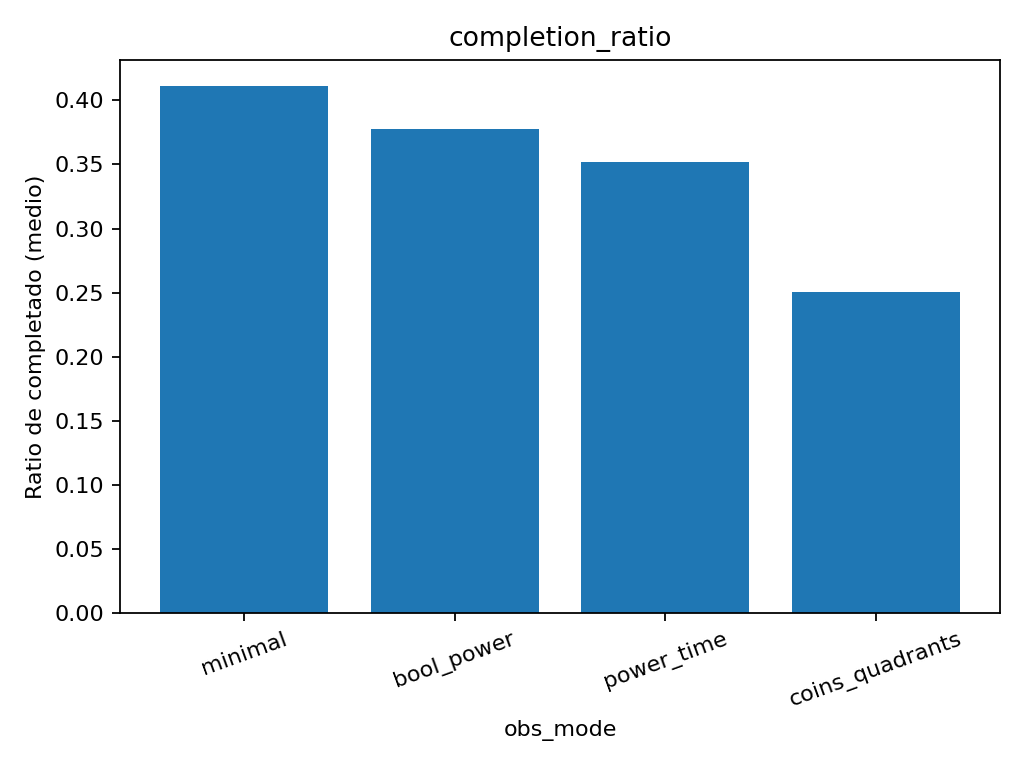 completion_ratio
Ratio de completado (medio)
0.40
0.35
0.30
0.25
0.20
0.15
0.10
0.05
0.00
minimal
bool_power
power_time
coins_quadrants
obs_mode